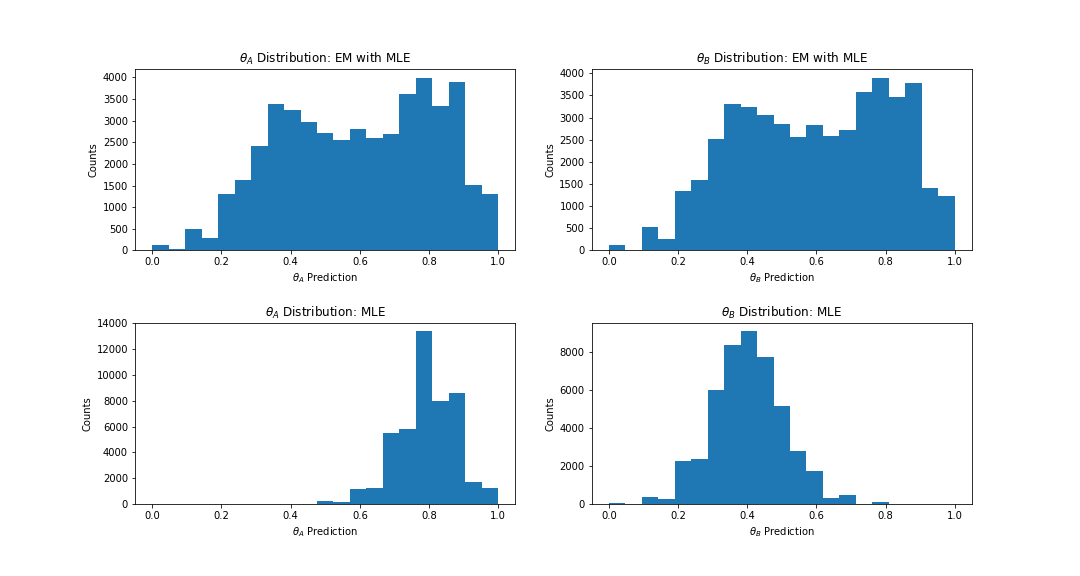 θA Distribution: EM with MLE
Counts
4000
3500
3000
2500
2000
1500
1000
500
0
0.0 0.2 0.4 0.6 0.8 1.0
θA Prediction
θB Distribution: EM with MLE
Counts
4000
3500
3000
2500
2000
1500
1000
500
0
0.0 0.2 0.4 0.6 0.8 1.0
θB Prediction
θA Distribution: MLE
Counts
14000
12000
10000
8000
6000
4000
2000
0
0.0 0.2 0.4 0.6 0.8 1.0
θA Prediction
θB Distribution: MLE
Counts
8000
6000
4000
2000
0
0.0 0.2 0.4 0.6 0.8 1.0
θB Prediction